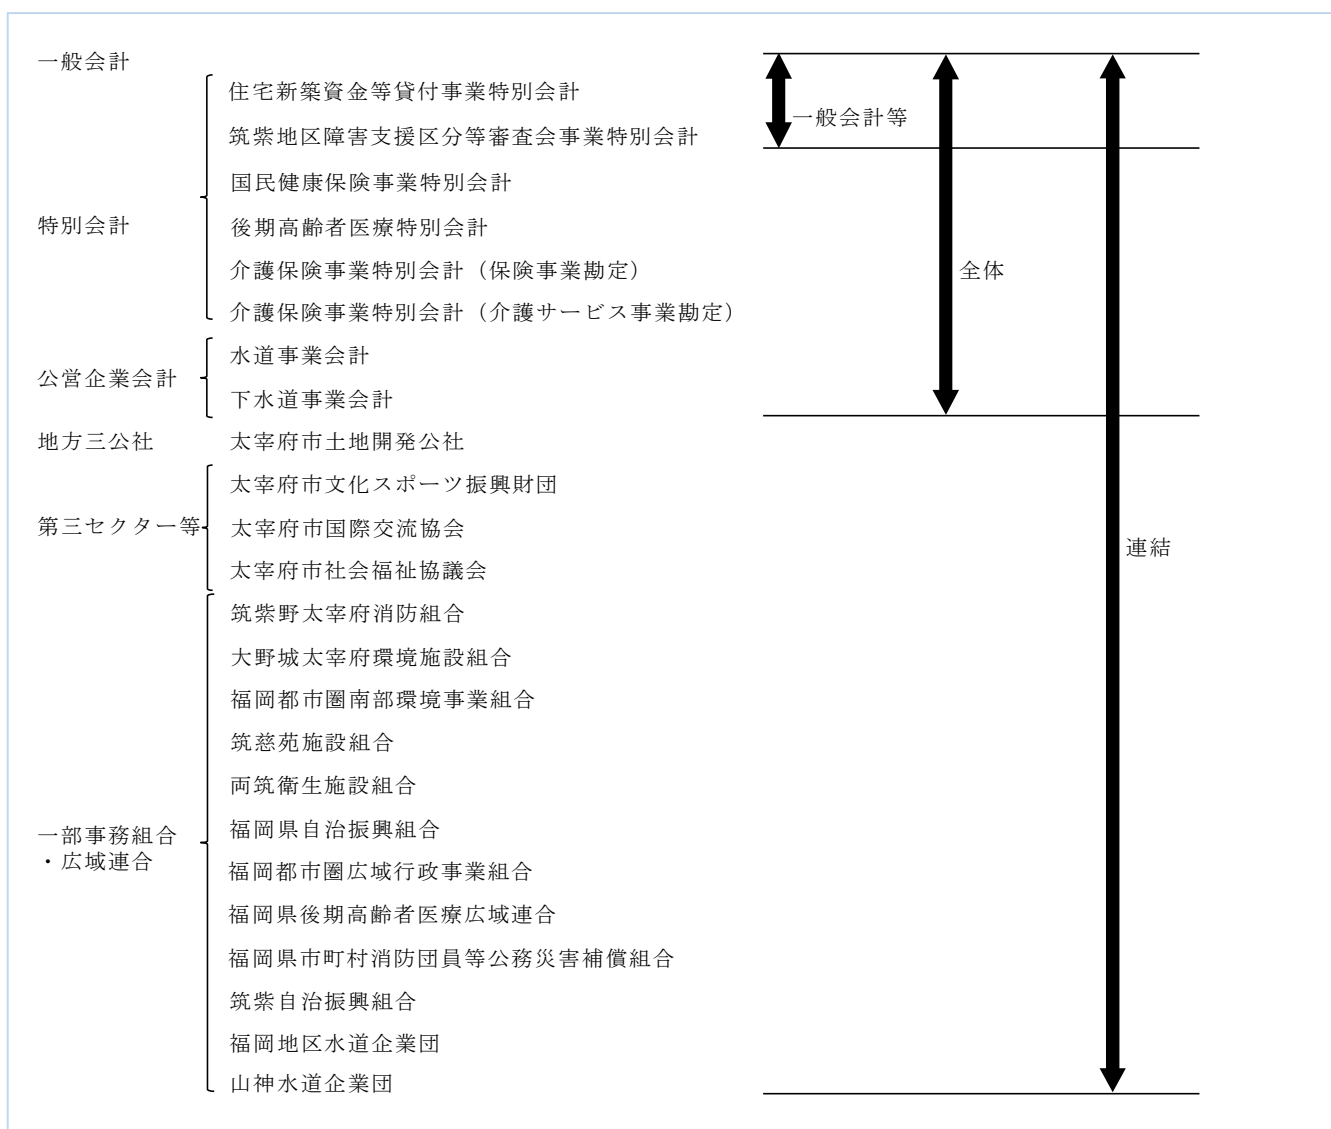 一般会計
住宅新築資金等貸付事業特別会計
一般会計等
筑紫地区障害支援区分等審査会事業特別会計
国民健康保険事業特別会計
特別会計
後期高齢者医療特別会計
介護保険事業特別会計（保険事業勘定）
全体
介護保険事業特別会計（介護サービス事業勘定）
水道事業会計
公営企業会計
下水道事業会計
地方三公社
太宰府市土地開発公社
太宰府市文化スポーツ振興財団
第三セクター等
太宰府市国際交流協会
連結
太宰府市社会福祉協議会
筑紫野太宰府消防組合
大野城太宰府環境施設組合
福岡都市圏南部環境事業組合
筑慈苑施設組合
両筑衛生施設組合
福岡県自治振興組合
一部事務組合
・広域連合
福岡都市圏広域行政事業組合
福岡県後期高齢者医療広域連合
福岡県市町村消防団員等公務災害補償組合
筑紫自治振興組合
福岡地区水道企業団
山神水道企業団